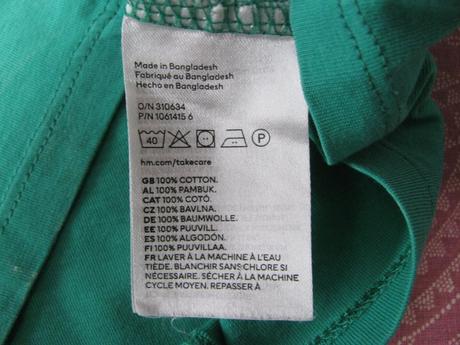 Made in Bangladesh
Fabriqué au Bangladesh
Hecho en Bangladesh
O/N 310634
P/N 1061415 6
40 P
hm.com/takecare
GB 100% COTTON.
AL 100% PAMBUK.
CAT 100% COTÓ.
CZ 100% BAVLNA.
DE 100% BAUMWOLLE.
EE 100% PUUVILL.
ES 100% ALGODÓN.
FI 100% PUUVILLAA.
FR LAVER À LA MACHINE À L'EAU
TIÈDE. BLANCHIR SANS CHLORE SI
NÉCESSAIRE. SÉCHER À LA MACHINE
CYCLE MOYEN. REPASSER À